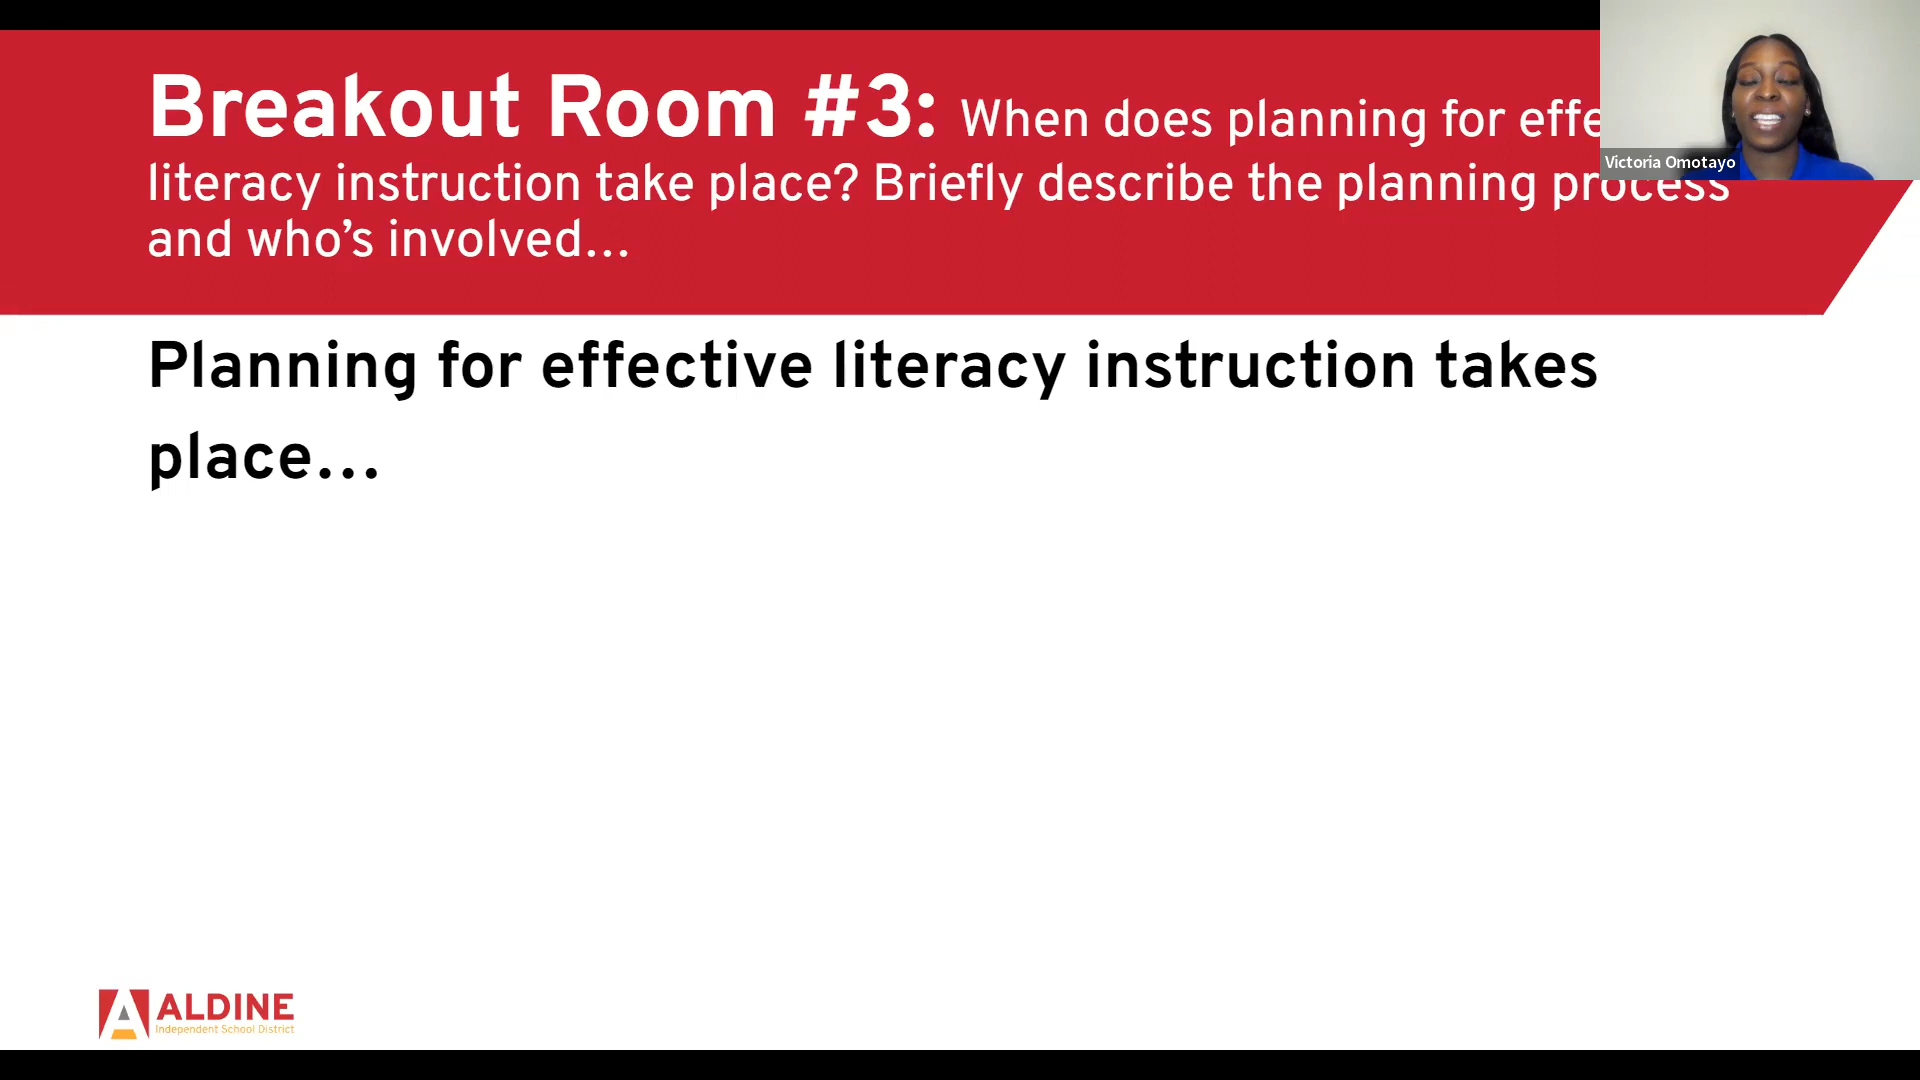 Breakout Room #3: When does planning for effe
literacy instruction take place? Briefly describe the planning process
and who's involved...
Victoria Omotayo
Planning for effective literacy instruction takes
place...
ALDINE
Independent School District